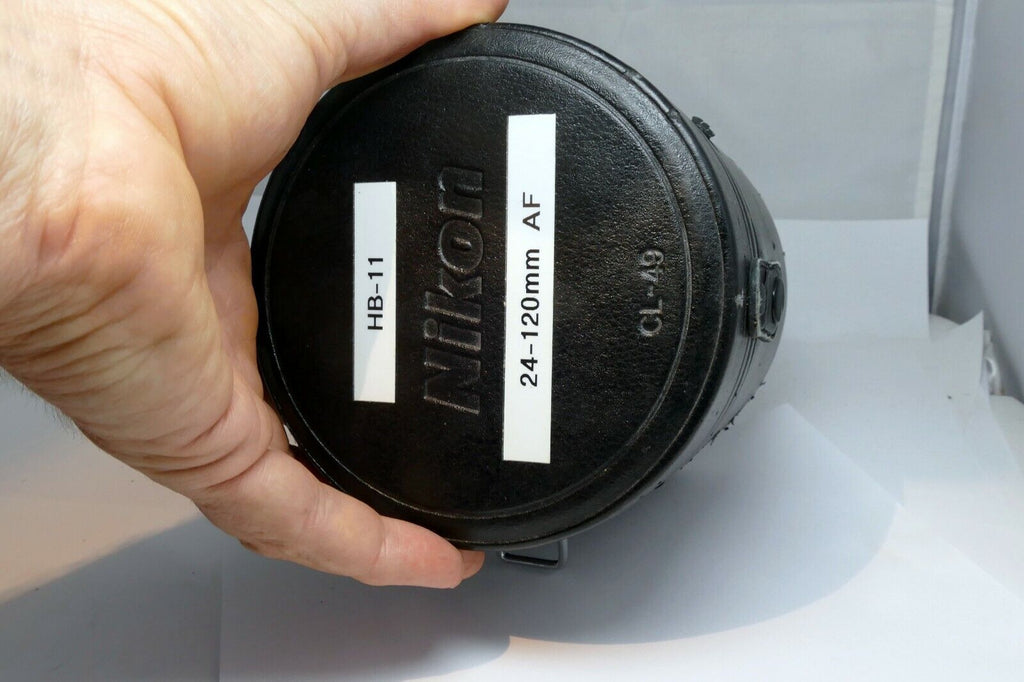 HB-11
Nikon
24-120mm AF
CL-49